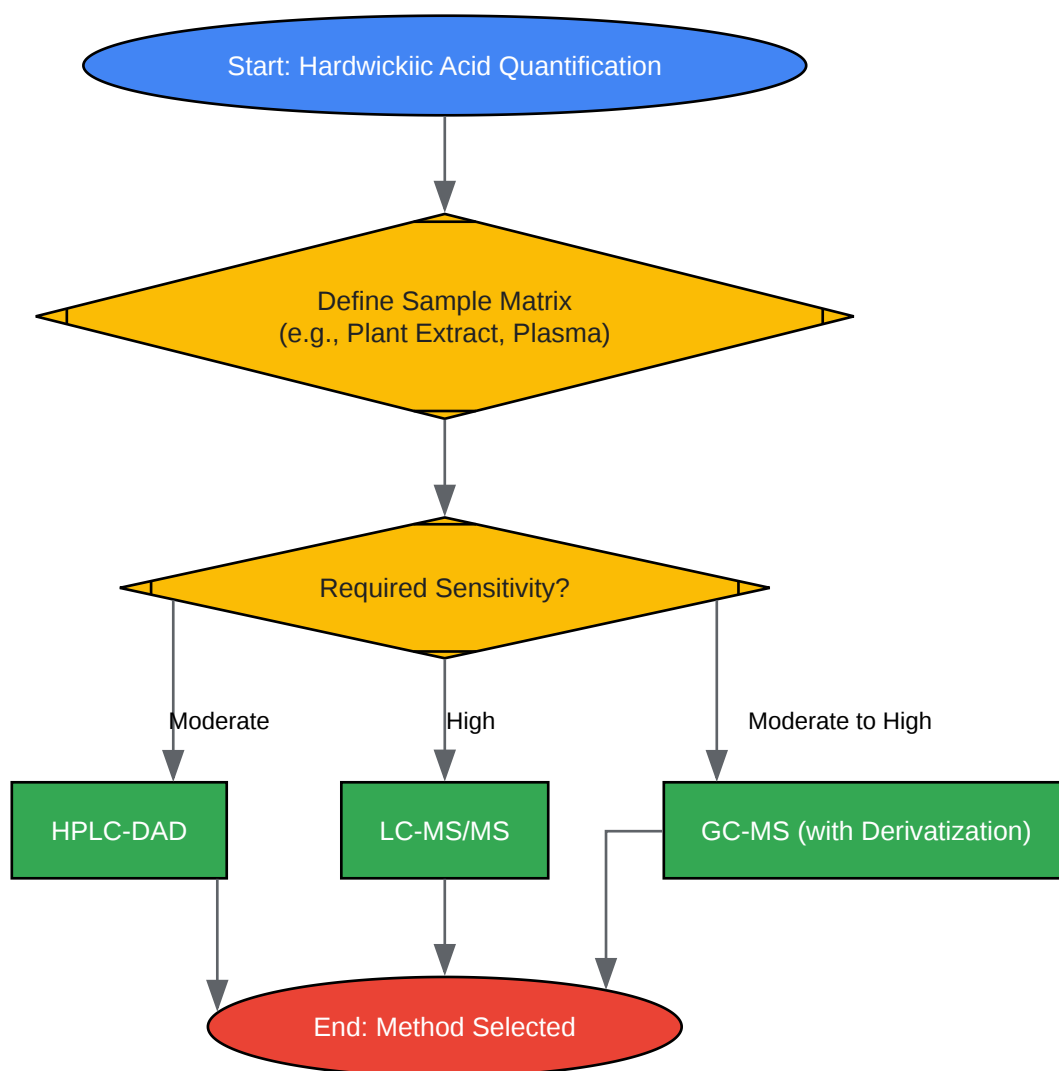 Start: Hardwickiic Acid Quantification
Define Sample Matrix
(e.g., Plant Extract, Plasma)
Required Sensitivity?
Moderate
High
Moderate to High
HPLC-DAD
LC-MS/MS
GC-MS (with Derivatization)
End: Method Selected